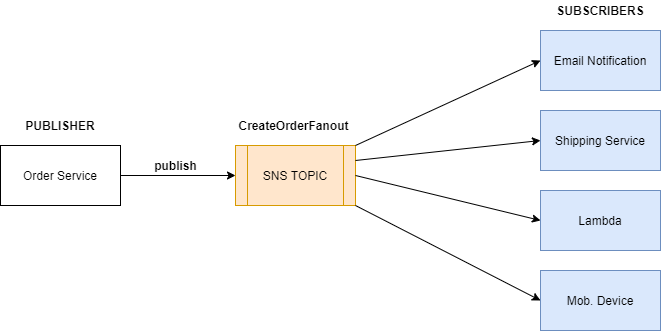 SUBSCRIBERS
Email Notification
PUBLISHER
CreateOrderFanout
Shipping Service
publish
Order Service
SNS TOPIC
Lambda
Mob. Device